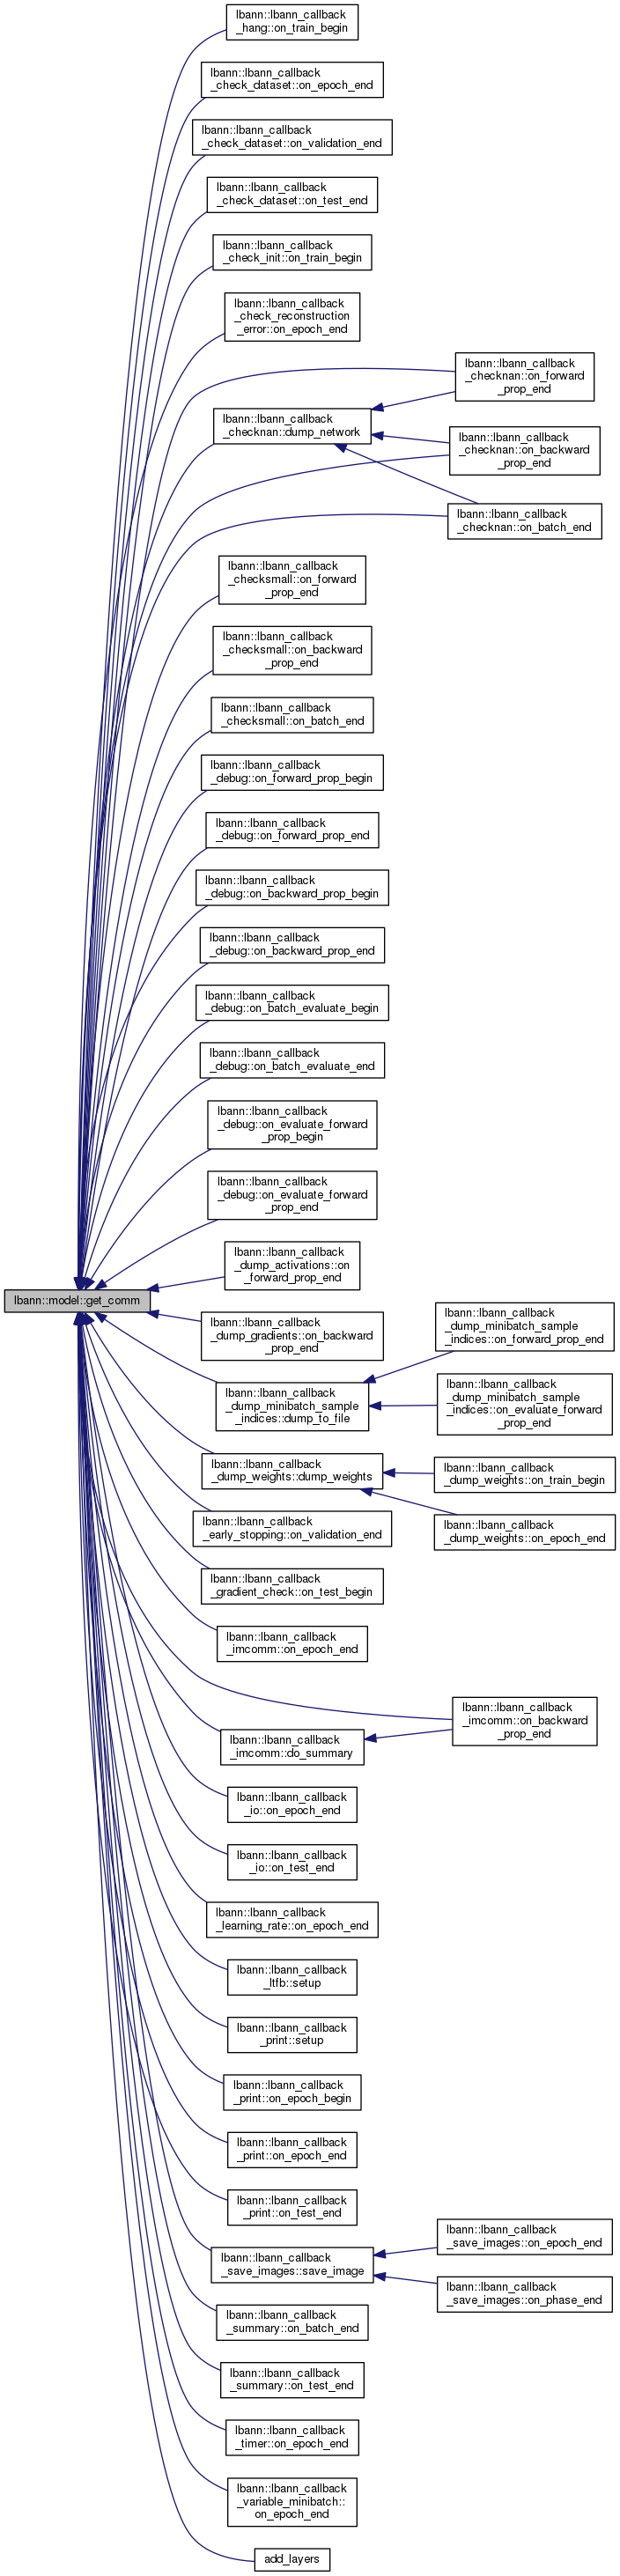 lbann::lbann_callback
_hang::on_train_begin
lbann::lbann_callback
_check_dataset::on_epoch_end
lbann::lbann_callback
_check_dataset::on_validation_end
lbann::lbann_callback
_check_dataset::on_test_end
lbann::lbann_callback
_check_init::on_train_begin
lbann::lbann_callback
_check_reconstruction
_error::on_epoch_end
lbann::lbann_callback
_checknan::on_forward
_prop_end
lbann::lbann_callback
_checknan::dump_network
lbann::lbann_callback
_checknan::on_backward
_prop_end
lbann::lbann_callback
_checknan::on_batch_end
lbann::lbann_callback
_checksmall::on_forward
_prop_end
lbann::lbann_callback
_checksmall::on_backward
_prop_end
lbann::lbann_callback
_checksmall::on_batch_end
lbann::lbann_callback
_debug::on_forward_prop_begin
lbann::lbann_callback
_debug::on_forward_prop_end
lbann::lbann_callback
_debug::on_backward_prop_begin
lbann::lbann_callback
_debug::on_backward_prop_end
lbann::lbann_callback
_debug::on_batch_evaluate_begin
lbann::lbann_callback
_debug::on_batch_evaluate_end
lbann::lbann_callback
_debug::on_evaluate_forward
_prop_begin
lbann::lbann_callback
_debug::on_evaluate_forward
_prop_end
lbann::lbann_callback
_dump_activations::on
_forward_prop_end
lbann::model::get_comm
lbann::lbann_callback
_dump_gradients::on_backward
_prop_end
lbann::lbann_callback
_dump_minibatch_sample
_indices::on_forward_prop_end
lbann::lbann_callback
_dump_minibatch_sample
_indices::dump_to_file
lbann::lbann_callback
_dump_minibatch_sample
_indices::on_evaluate_forward
_prop_end
lbann::lbann_callback
_dump_weights::dump_weights
lbann::lbann_callback
_dump_weights::on_train_begin
lbann::lbann_callback
_early_stopping::on_validation_end
lbann::lbann_callback
_dump_weights::on_epoch_end
lbann::lbann_callback
_gradient_check::on_test_begin
lbann::lbann_callback
_imcomm::on_epoch_end
lbann::lbann_callback
_imcomm::on_backward
_prop_end
lbann::lbann_callback
_imcomm::do_summary
lbann::lbann_callback
_io::on_epoch_end
lbann::lbann_callback
_io::on_test_end
lbann::lbann_callback
_learning_rate::on_epoch_end
lbann::lbann_callback
_ltfb::setup
lbann::lbann_callback
_print::setup
lbann::lbann_callback
_print::on_epoch_begin
lbann::lbann_callback
_print::on_epoch_end
lbann::lbann_callback
_print::on_test_end
lbann::lbann_callback
_save_images::on_epoch_end
lbann::lbann_callback
_save_images::save_image
lbann::lbann_callback
_save_images::on_phase_end
lbann::lbann_callback
_summary::on_batch_end
lbann::lbann_callback
_summary::on_test_end
lbann::lbann_callback
_timer::on_epoch_end
lbann::lbann_callback
_variable_minibatch::
on_epoch_end
add_layers